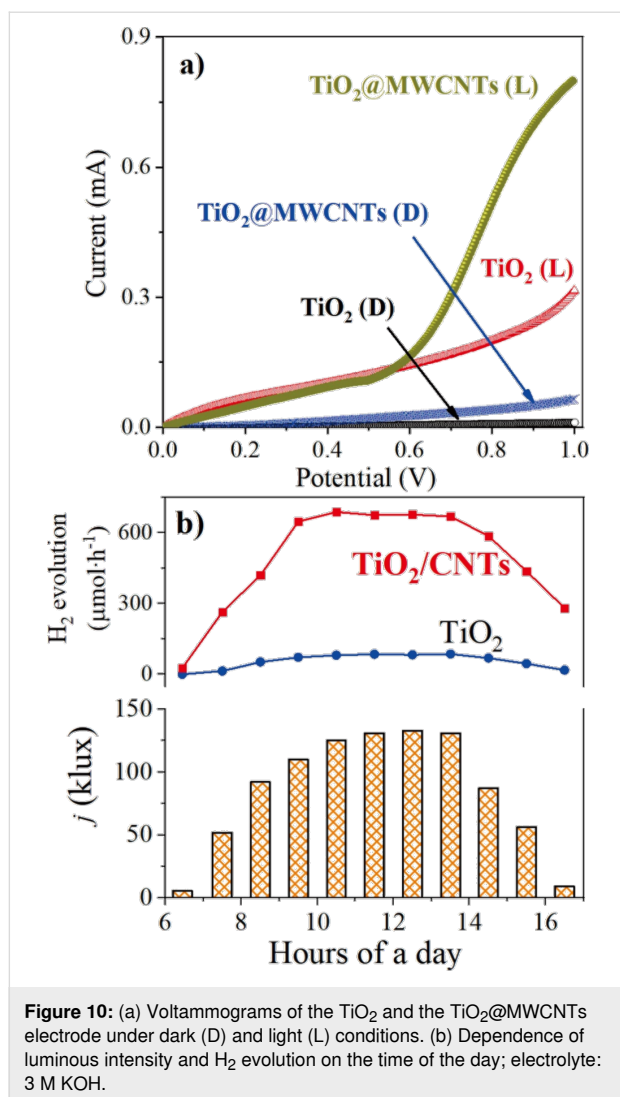 a)
0.9
0.6
0.3
0.0
Current (mA)
TiO₂@MWCNTs (L)
TiO₂@MWCNTs (D)
TiO₂ (L)
TiO₂ (D)
0.0 0.2 0.4 0.6 0.8 1.0
Potential (V)
b)
600
300
0
H₂ evolution
(μmol·h⁻¹)
TiO₂/CNTs
TiO₂
150
100
50
0
j (klux)
6 8 10 12 14 16
Hours of a day
Figure 10: (a) Voltammograms of the TiO₂ and the TiO₂@MWCNTs
electrode under dark (D) and light (L) conditions. (b) Dependence of
luminous intensity and H₂ evolution on the time of the day; electrolyte:
3 M KOH.